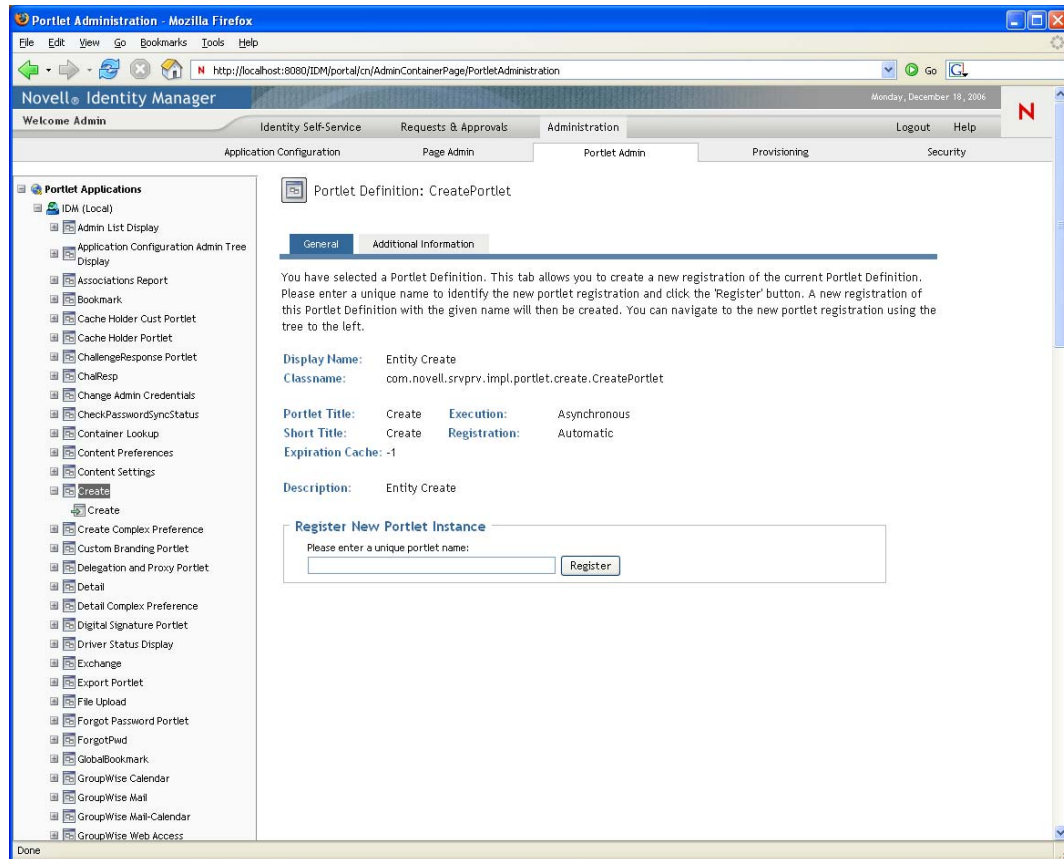 Portlet Administration - Mozilla Firefox
File Edit View Go Bookmarks Tools Help
N http://localhost:8080/IDM/portal/cn/AdminContainerPage/PortletAdministration Go G
Novell® Identity Manager Monday, December 18, 2006
N
Welcome Admin Identity Self-Service Requests & Approvals Administration Logout Help
Application Configuration Page Admin Portlet Admin Provisioning Security
Portlet Applications
IDM (Local)
Admin List Display
Application Configuration Admin Tree
Display
Associations Report
Bookmark
Cache Holder Cust Portlet
Cache Holder Portlet
ChallengeResponse Portlet
ChalResp
Change Admin Credentials
CheckPasswordSyncStatus
Container Lookup
Content Preferences
Content Settings
Create
Create
Create Complex Preference
Custom Branding Portlet
Delegation and Proxy Portlet
Detail
Detail Complex Preference
Digital Signature Portlet
Driver Status Display
Exchange
Export Portlet
File Upload
Forgot Password Portlet
ForgotPwd
GlobalBookmark
GroupWise Calendar
GroupWise Mail
GroupWise Mail-Calendar
GroupWise Web Access
Portlet Definition: CreatePortlet
General Additional Information
You have selected a Portlet Definition. This tab allows you to create a new registration of the current Portlet Definition.
Please enter a unique name to identify the new portlet registration and click the 'Register' button. A new registration of
this Portlet Definition with the given name will then be created. You can navigate to the new portlet registration using the
tree to the left.
Display Name: Entity Create
Classname: com.novell.srvprv.impl.portlet.create.CreatePortlet
Portlet Title: Create Execution: Asynchronous
Short Title: Create Registration: Automatic
Expiration Cache: -1
Description: Entity Create
Register New Portlet Instance
Please enter a unique portlet name:
Register
Done